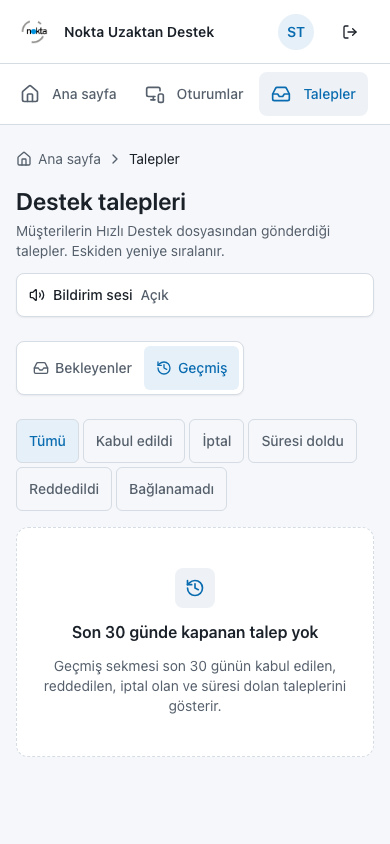 nokta
Nokta Uzaktan Destek
ST
Ana sayfa
Oturumlar
Talepler
Ana sayfa
Talepler
Destek talepleri
Müşterilerin Hızlı Destek dosyasından gönderdiği
talepler. Eskiden yeniye sıralanır.
Bildirim sesi Açık
Bekleyenler
Geçmiş
Tümü
Kabul edildi
İptal
Süresi doldu
Reddedildi
Bağlanamadı
Son 30 günde kapanan talep yok
Geçmiş sekmesi son 30 günün kabul edilen,
reddedilen, iptal olan ve süresi dolan taleplerini
gösterir.